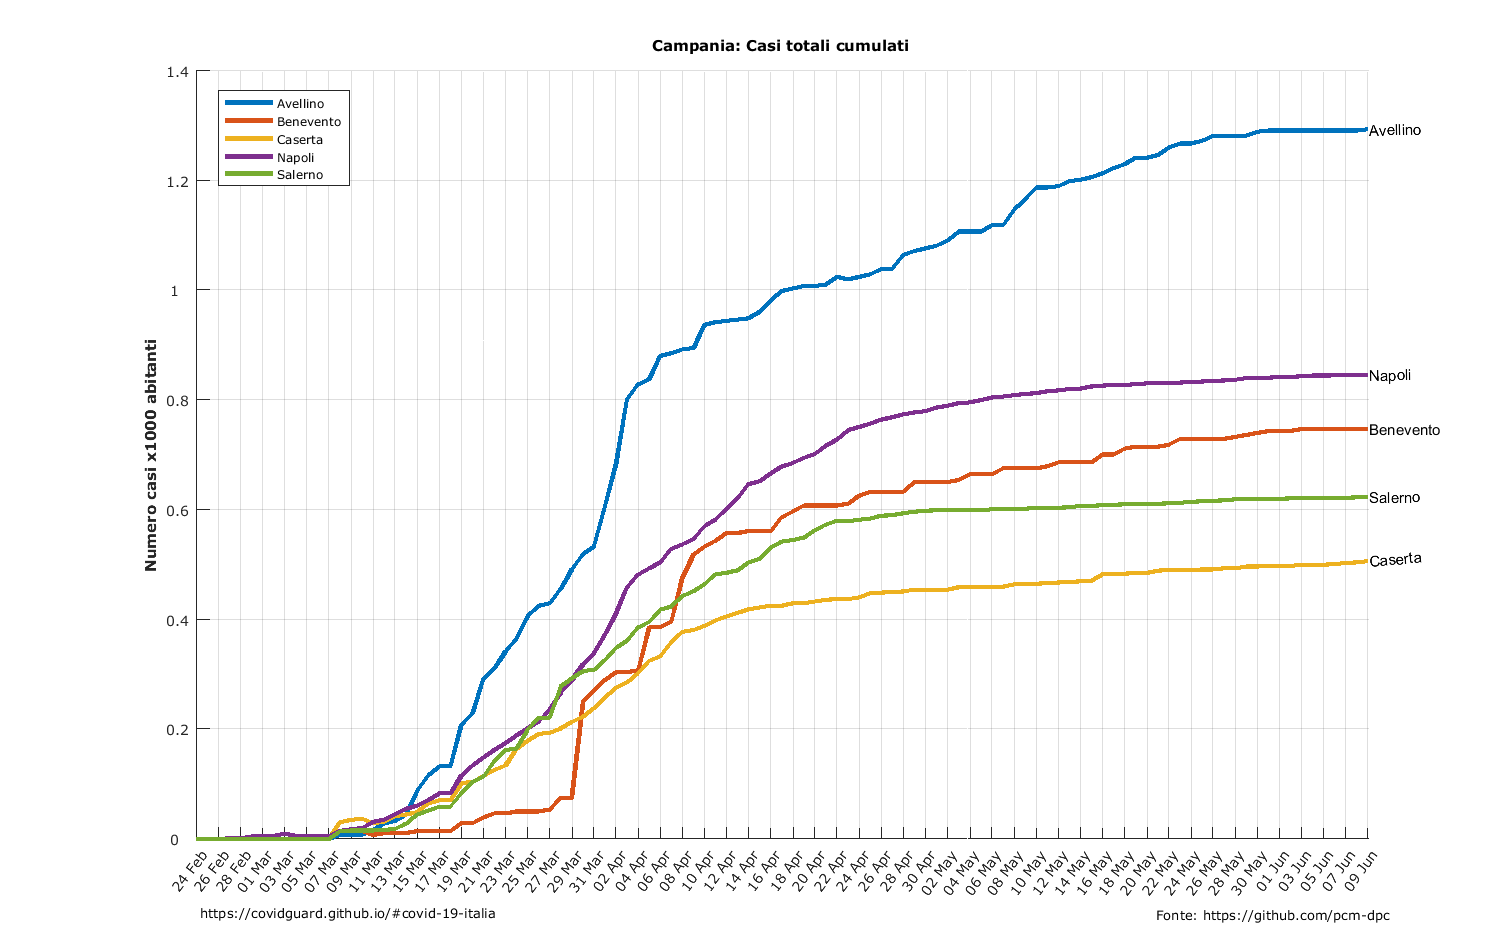 Campania: Casi totali cumulati
Numero casi x1000 abitanti
1.4
1.2
1
0.8
0.6
0.4
0.2
0
Avellino
Benevento
Caserta
Napoli
Salerno
Avellino
Napoli
Benevento
Salerno
Caserta
24 Feb
26 Feb
28 Feb
01 Mar
03 Mar
05 Mar
07 Mar
09 Mar
11 Mar
13 Mar
15 Mar
17 Mar
19 Mar
21 Mar
23 Mar
25 Mar
27 Mar
29 Mar
31 Mar
02 Apr
04 Apr
06 Apr
08 Apr
10 Apr
12 Apr
14 Apr
16 Apr
18 Apr
20 Apr
22 Apr
24 Apr
26 Apr
28 Apr
30 Apr
02 May
04 May
06 May
08 May
10 May
12 May
14 May
16 May
18 May
20 May
22 May
24 May
26 May
28 May
30 May
01 Jun
03 Jun
05 Jun
07 Jun
09 Jun
https://covidguard.github.io/#covid-19-italia
Fonte: https://github.com/pcm-dpc